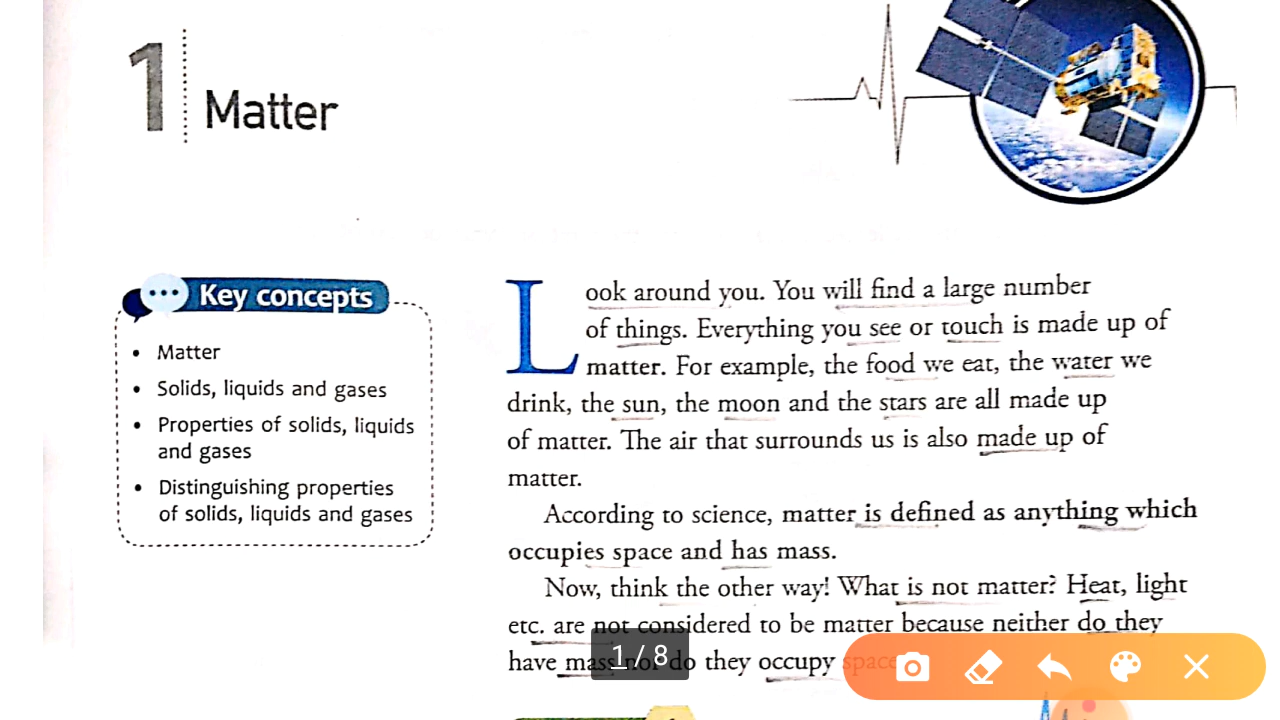 1
Matter
Key concepts
• Matter
• Solids, liquids and gases
• Properties of solids, liquids
and gases
• Distinguishing properties
of solids, liquids and gases
Look around you. You will find a large number
of things. Everything you see or touch is made up of
matter. For example, the food we eat, the water we
drink, the sun, the moon and the stars are all made up
of matter. The air that surrounds us is also made up of
matter.
According to science, matter is defined as anything which
occupies space and has mass.
Now, think the other way! What is not matter? Heat, light
etc. are not considered to be matter because neither do they
have mass nor do they occupy space
1 / 8